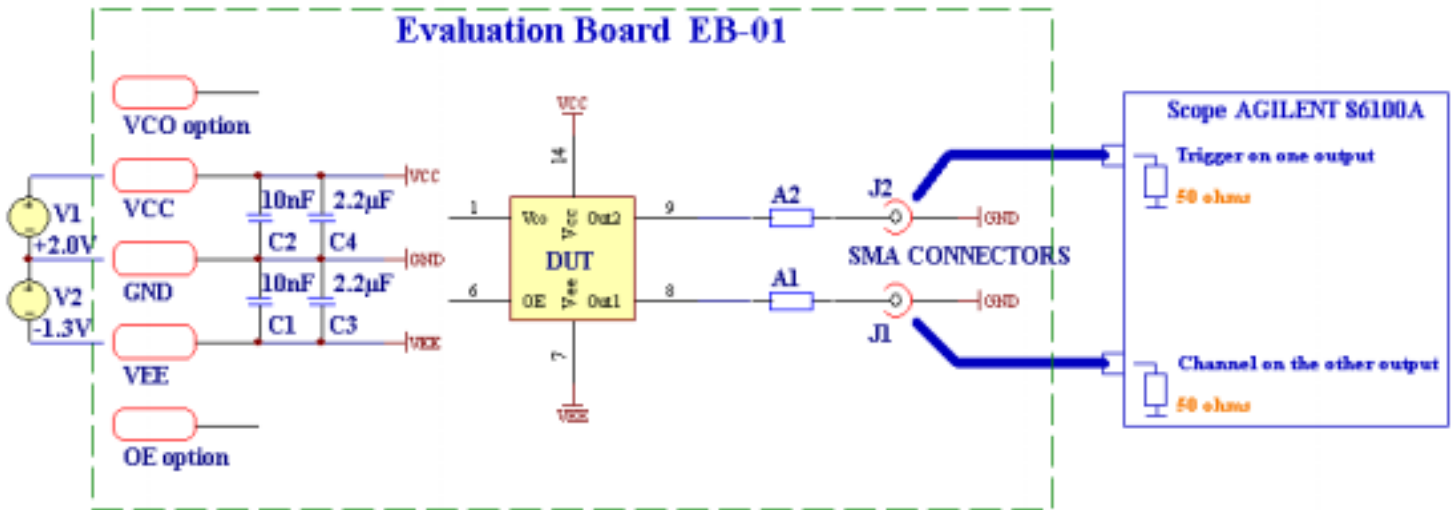 Evaluation Board EB-01
VCO option
VCC
GND
VEE
OE option
V1
+2.0V
V2
-1.3V
10nF
2.2µF
C2
C4
10nF
2.2µF
C1
C3
VCC
GND
VEE
VCC
14
1
Vco
Vcc
Out2
9
DUT
6
OE
Vee
Out1
8
7
VEE
A2
J2
GND
SMA CONNECTORS
A1
J1
GND
Scope AGILENT 86100A
Trigger on one output
50 ohms
Channel on the other output
50 ohms